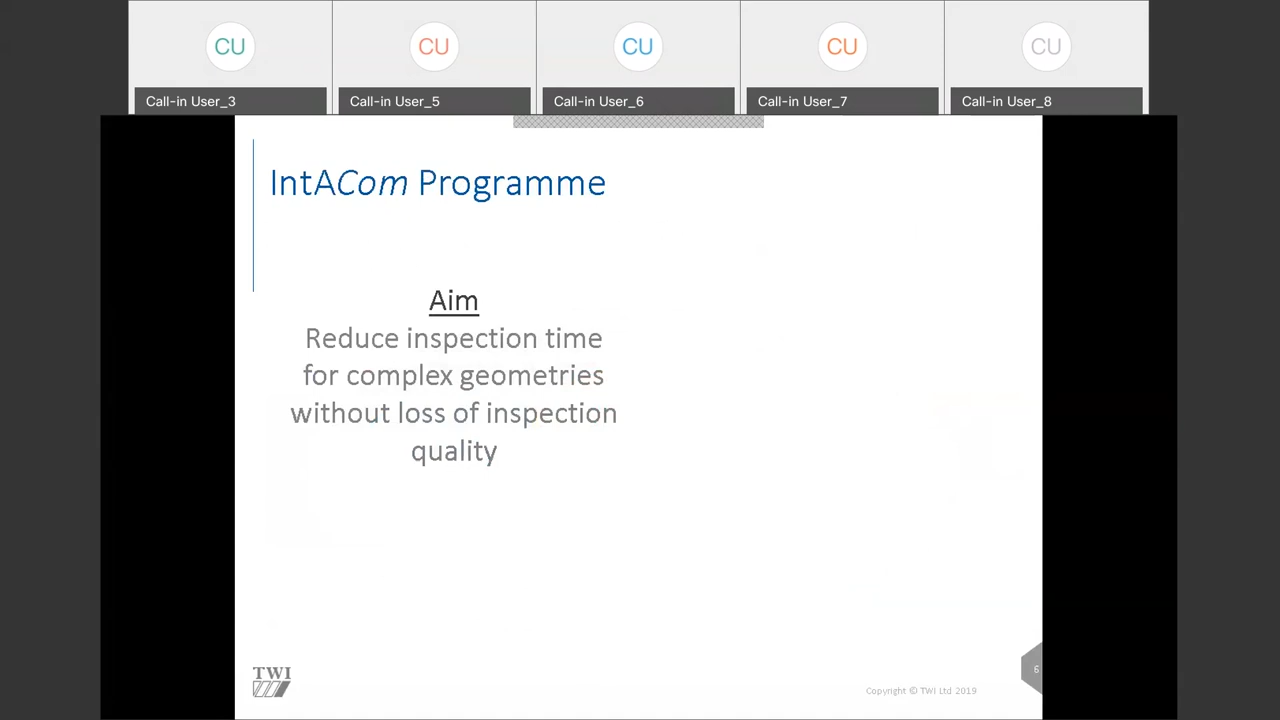 CU CU CU CU CU
Call-in User_3 Call-in User_5 Call-in User_6 Call-in User_7 Call-in User_8
IntACom Programme
Aim
Reduce inspection time
for complex geometries
without loss of inspection
quality
TWI
6
Copyright © TWI Ltd 2019